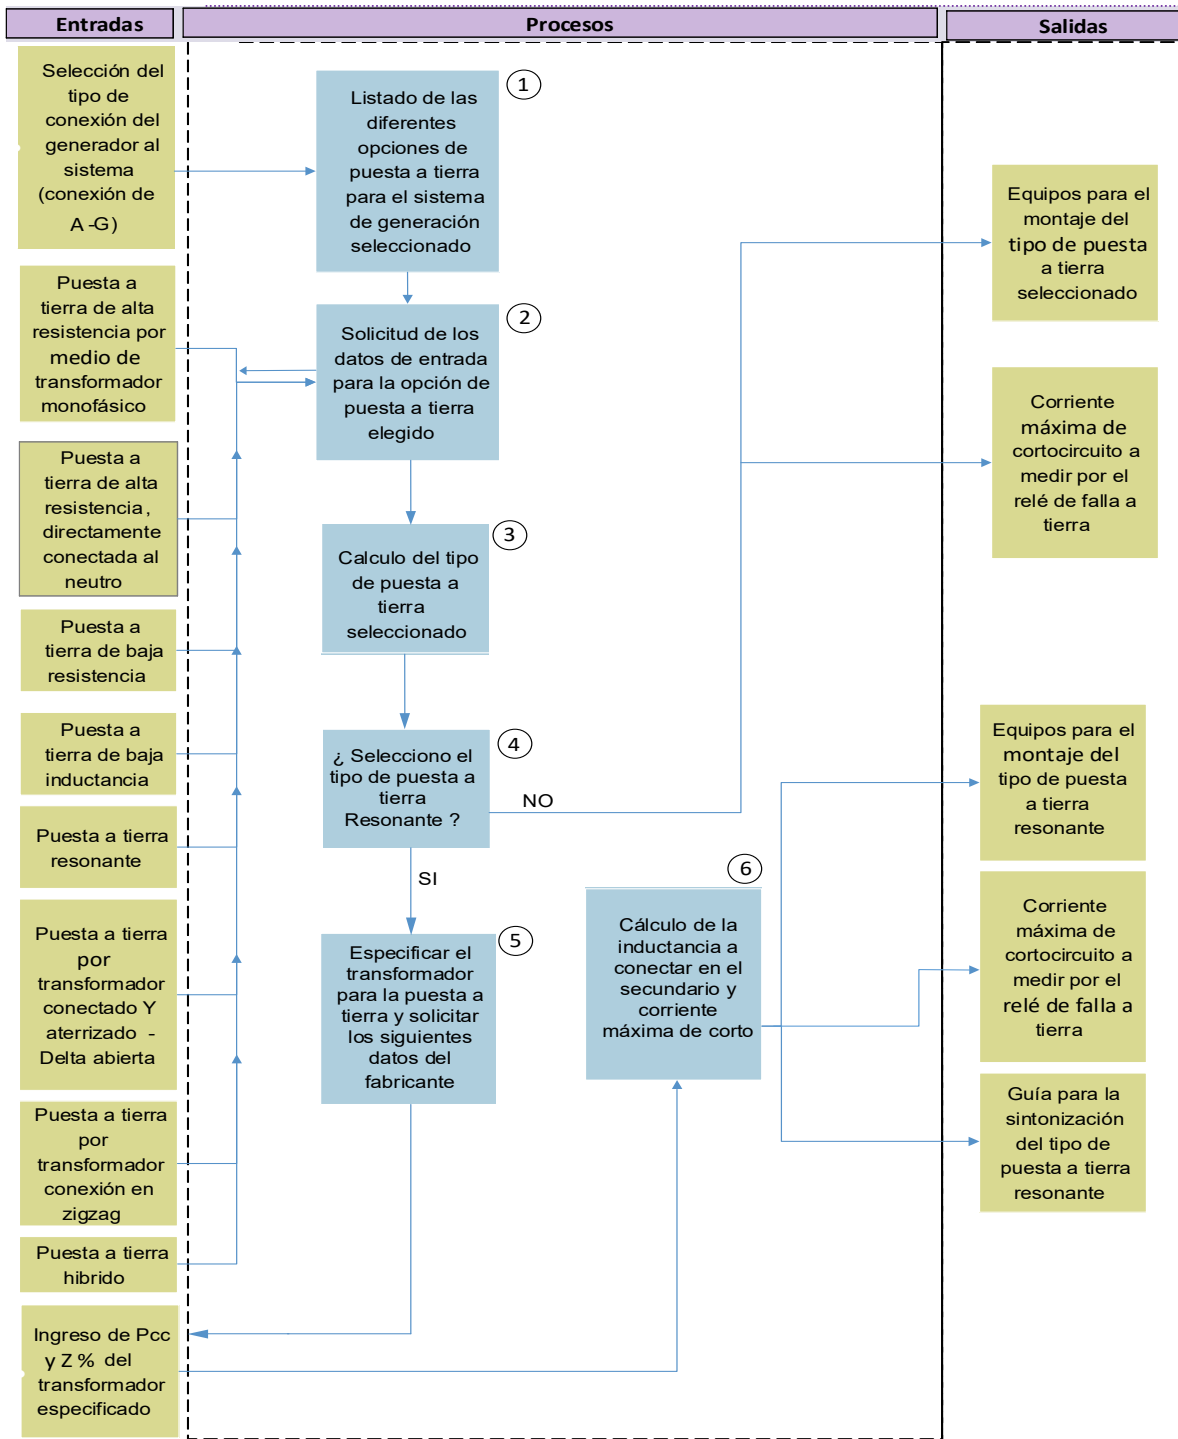 Entradas
Procesos
Salidas
Selección del
tipo de
conexión del
generador al
sistema
(conexión de
A -G)
Puesta a
tierra de alta
resistencia por
medio de
transformador
monofásico
Puesta a
tierra de alta
resistencia,
directamente
conectada al
neutro
Puesta a
tierra de baja
resistencia
Puesta a
tierra de baja
inductancia
Puesta a tierra
resonante
Puesta a tierra
por
transformador
conectado Y
aterrizado -
Delta abierta
Puesta a tierra
por
transformador
conexión en
zigzag
Puesta a tierra
hibrido
Ingreso de Pcc
y Z % del
transformador
especificado
1
Listado de las
diferentes
opciones de
puesta a tierra
para el sistema
de generación
seleccionado
2
Solicitud de los
datos de entrada
para la opción de
puesta a tierra
elegido
3
Calculo del tipo
de puesta a
tierra
seleccionado
4
¿ Selecciono el
tipo de puesta a
tierra
Resonante ?
NO
SI
5
Especificar el
transformador
para la puesta a
tierra y solicitar
los siguientes
datos del
fabricante
6
Cálculo de la
inductancia a
conectar en el
secundario y
corriente
máxima de corto
Equipos para el
montaje del
tipo de puesta
a tierra
seleccionado
Corriente
máxima de
cortocircuito a
medir por el
relé de falla a
tierra
Equipos para el
montaje del
tipo de puesta
a tierra
resonante
Corriente
máxima de
cortocircuito a
medir por el
relé de falla a
tierra
Guía para la
sintonización
del tipo de
puesta a tierra
resonante